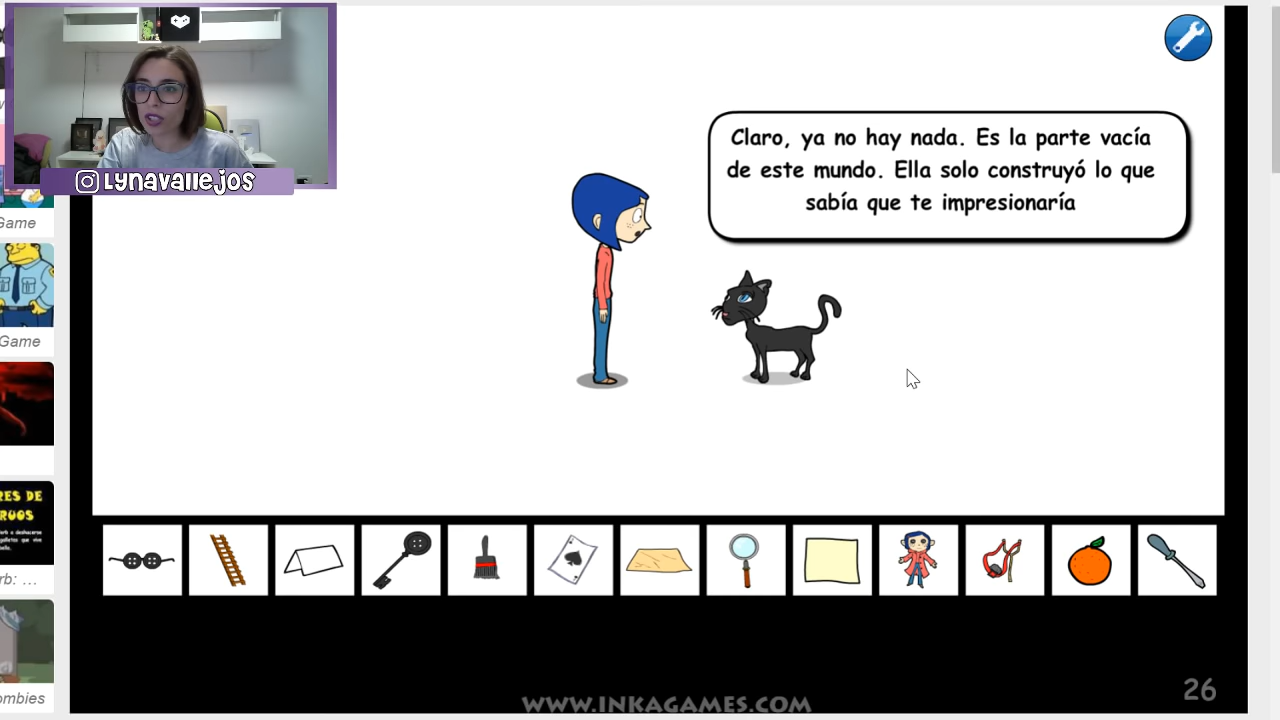 LYNAVALLEJOS
Claro, ya no hay nada. Es la parte vacía
de este mundo. Ella solo construyó lo que
sabía que te impresionaría
Game
Game
RES DE
rb: ...
ombies
26
WWW.INKAGAMES.COM